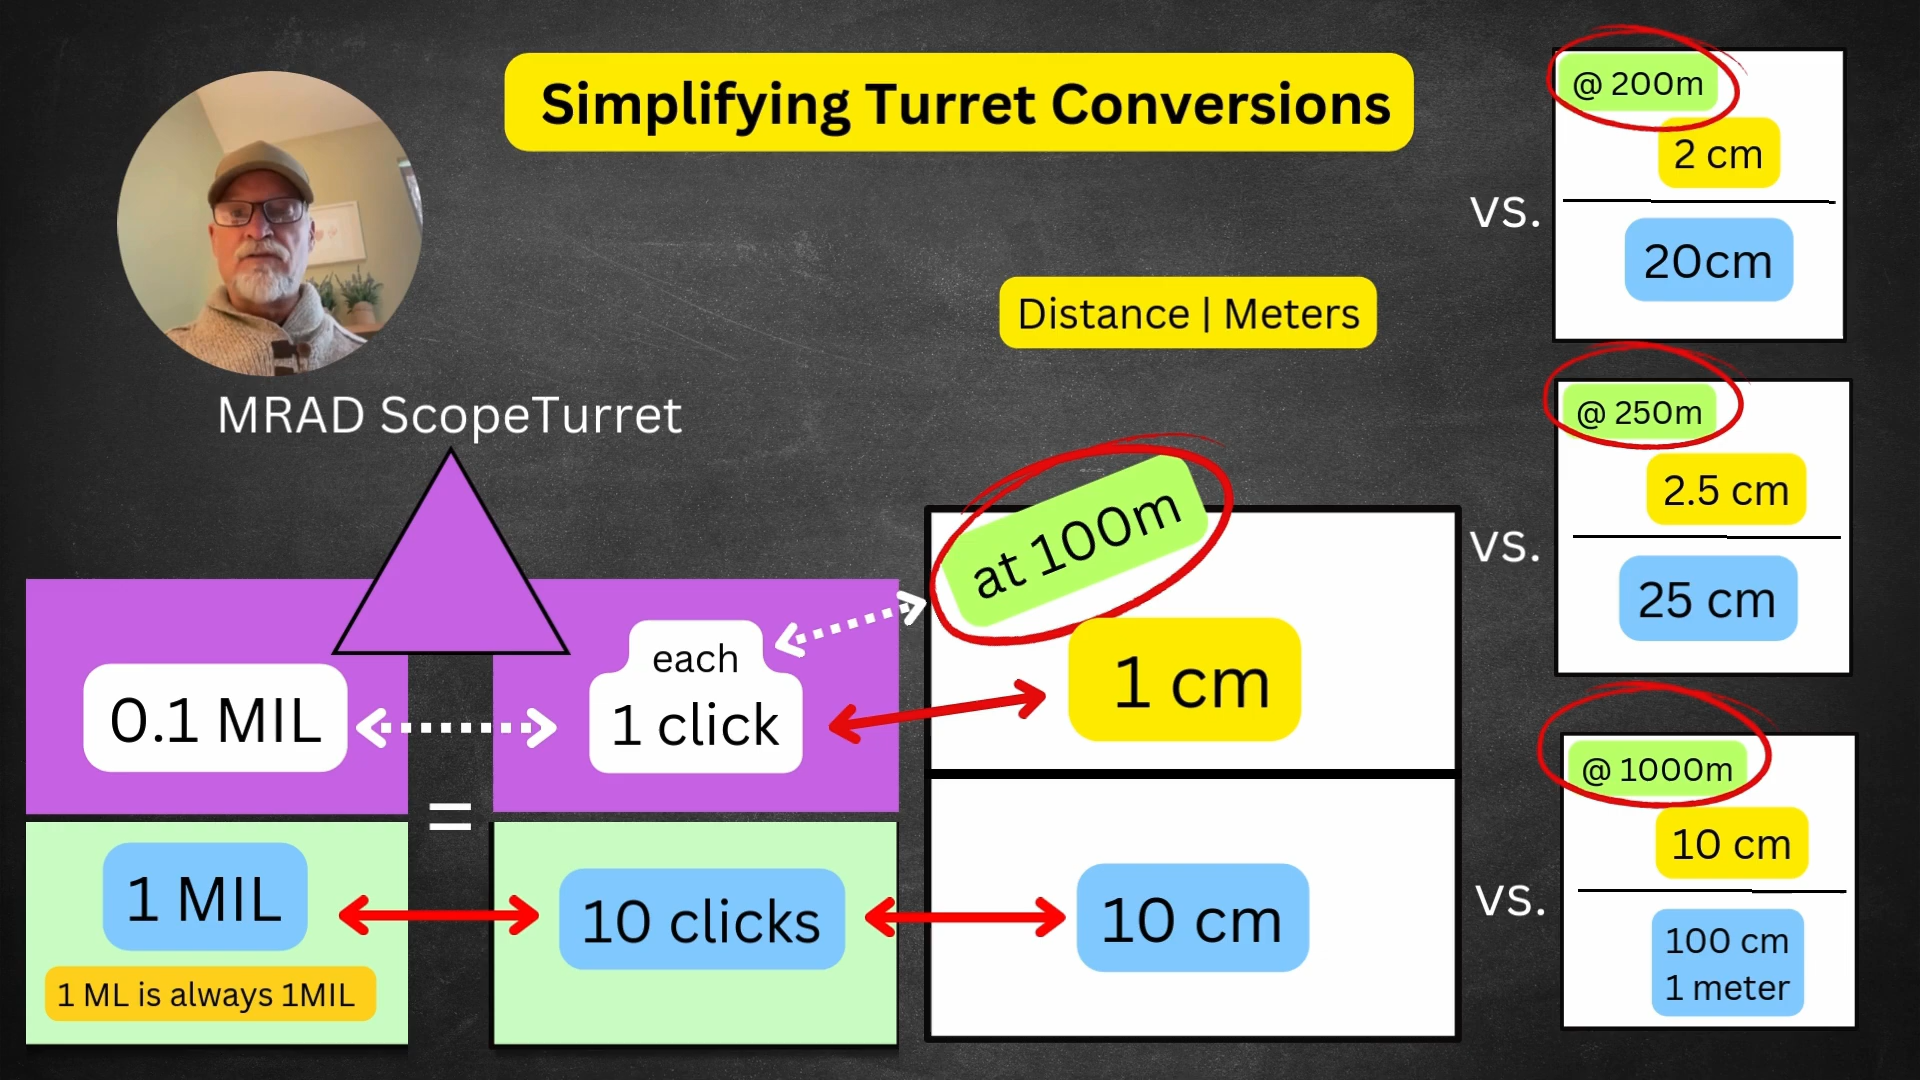 Simplifying Turret Conversions
Distance | Meters
MRAD ScopeTurret
0.1 MIL
each
1 click
=
1 MIL
1 ML is always 1MIL
10 clicks
at 100m
1 cm
10 cm
vs.
@ 200m
2 cm
20cm
vs.
@ 250m
2.5 cm
25 cm
vs.
@ 1000m
10 cm
100 cm
1 meter